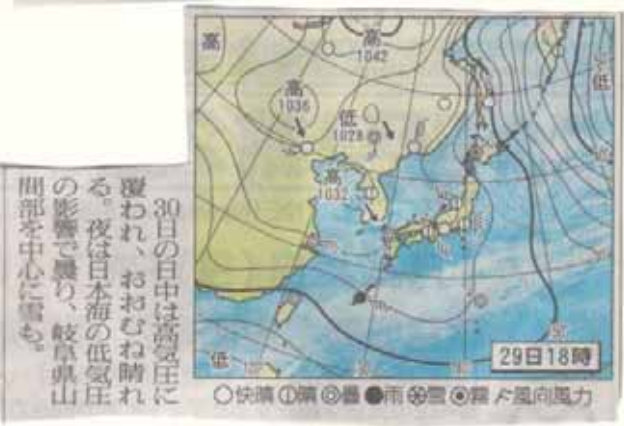 30日の日中は高気圧に
覆われ、おおむね晴れ
る。夜は日本海の低気圧
の影響で曇り、岐阜県山
間部を中心に雪も。
高
高
1042
高
1036
低
1028
高
1032
低
低
29日18時
○快晴 ①晴 ◎曇 ●雨 雪 霧 風向風力